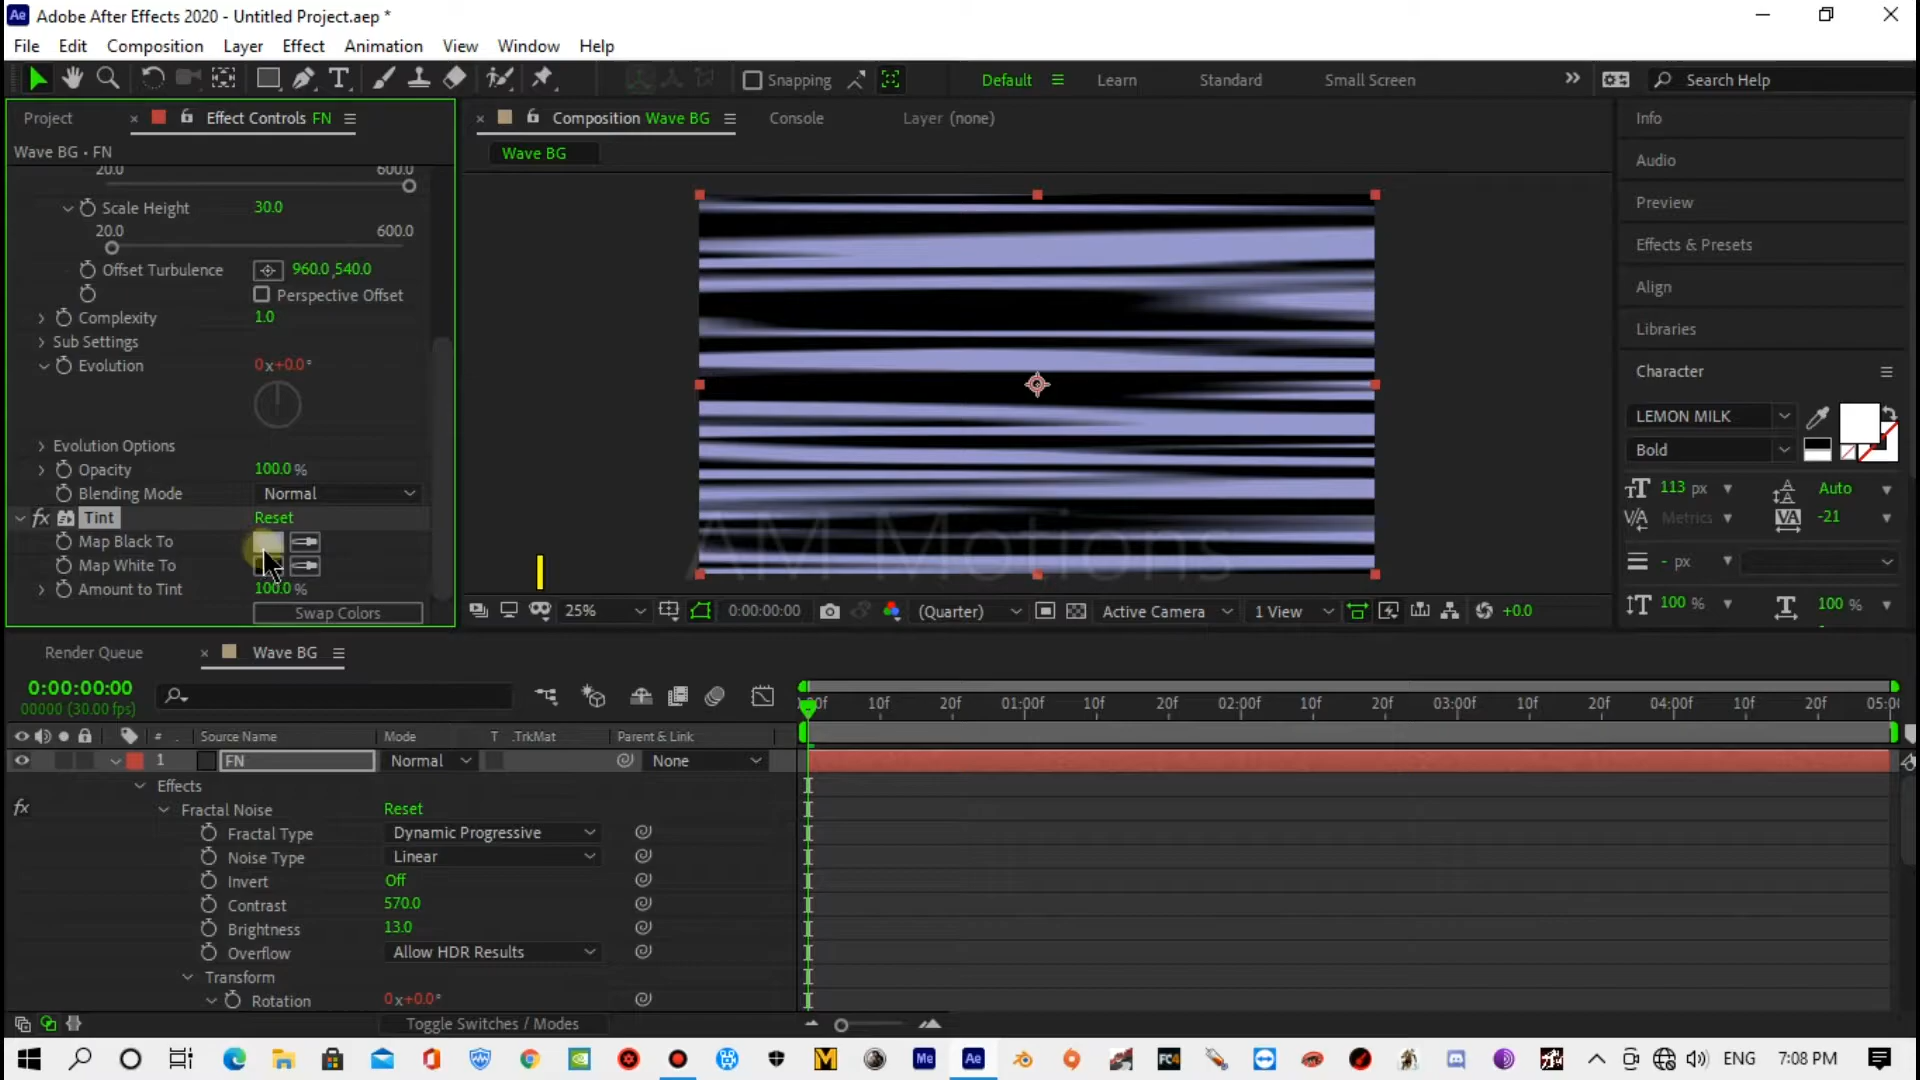 Ae Adobe After Effects 2020 - Untitled Project.aep *
File Edit Composition Layer Effect Animation View Window Help
Snapping Default Learn Standard Small Screen Search Help
Project Effect Controls FN
Composition Wave BG Console Layer (none)
Info
Wave BG • FN
Wave BG
Audio
Preview
Effects & Presets
Align
Libraries
Character
20.0 600.0
Scale Height 30.0
20.0 600.0
Offset Turbulence 960.0 ,540.0
Perspective Offset
Complexity 1.0
Sub Settings
Evolution 0 x+0.0 °
Evolution Options
Opacity 100.0 %
Blending Mode Normal
fx Tint Reset
Map Black To
Map White To
Amount to Tint 100.0 %
Swap Colors
AM Motions
25% 0:00:00:00 (Quarter) Active Camera 1 View +0.0
LEMON MILK
Bold
113 px Auto
Metrics -21
- px
100 % 100 %
Render Queue Wave BG
0:00:00:00
00000 (30.00 fps)
10f 20f 01:00f 10f 20f 02:00f 10f 20f 03:00f 10f 20f 04:00f 10f 20f
# Source Name Mode T .TrkMat Parent & Link
1 FN Normal None
Effects
fx Fractal Noise Reset
Fractal Type Dynamic Progressive
Noise Type Linear
Invert Off
Contrast 570.0
Brightness 13.0
Overflow Allow HDR Results
Transform
Rotation 0 x+0.0 °
Toggle Switches / Modes
Me Ae FC4 ENG 7:08 PM